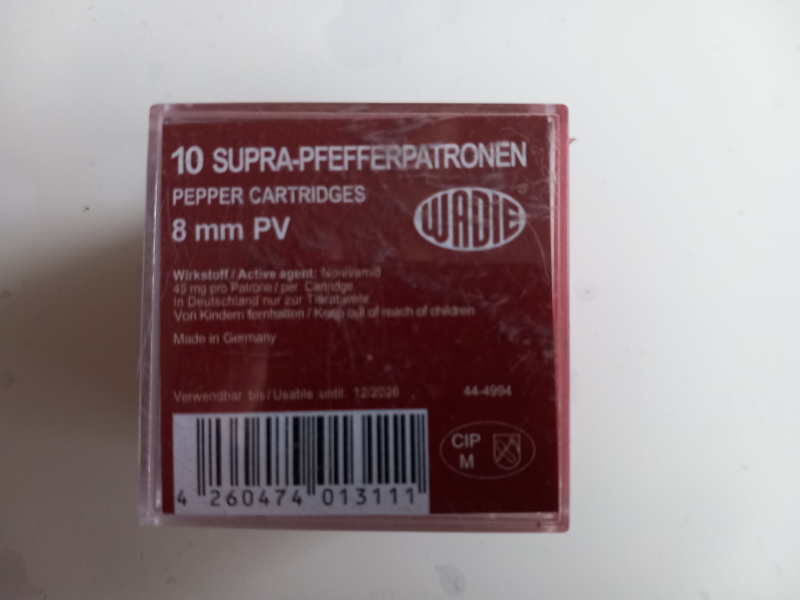 10 SUPRA-PFEFFERPATRONEN
PEPPER CARTRIDGES
WADIE
8 mm PV
Wirkstoff / Active agent: Nonivamid
45 mg pro Patrone / per Cartridge
In Deutschland nur zur Tierabwehr
Von Kindern fernhalten / Keep out of reach of children
Made in Germany
Verwendbar bis / Usable until: 12/2026
44-4994
CIP
M
4 260474 013111